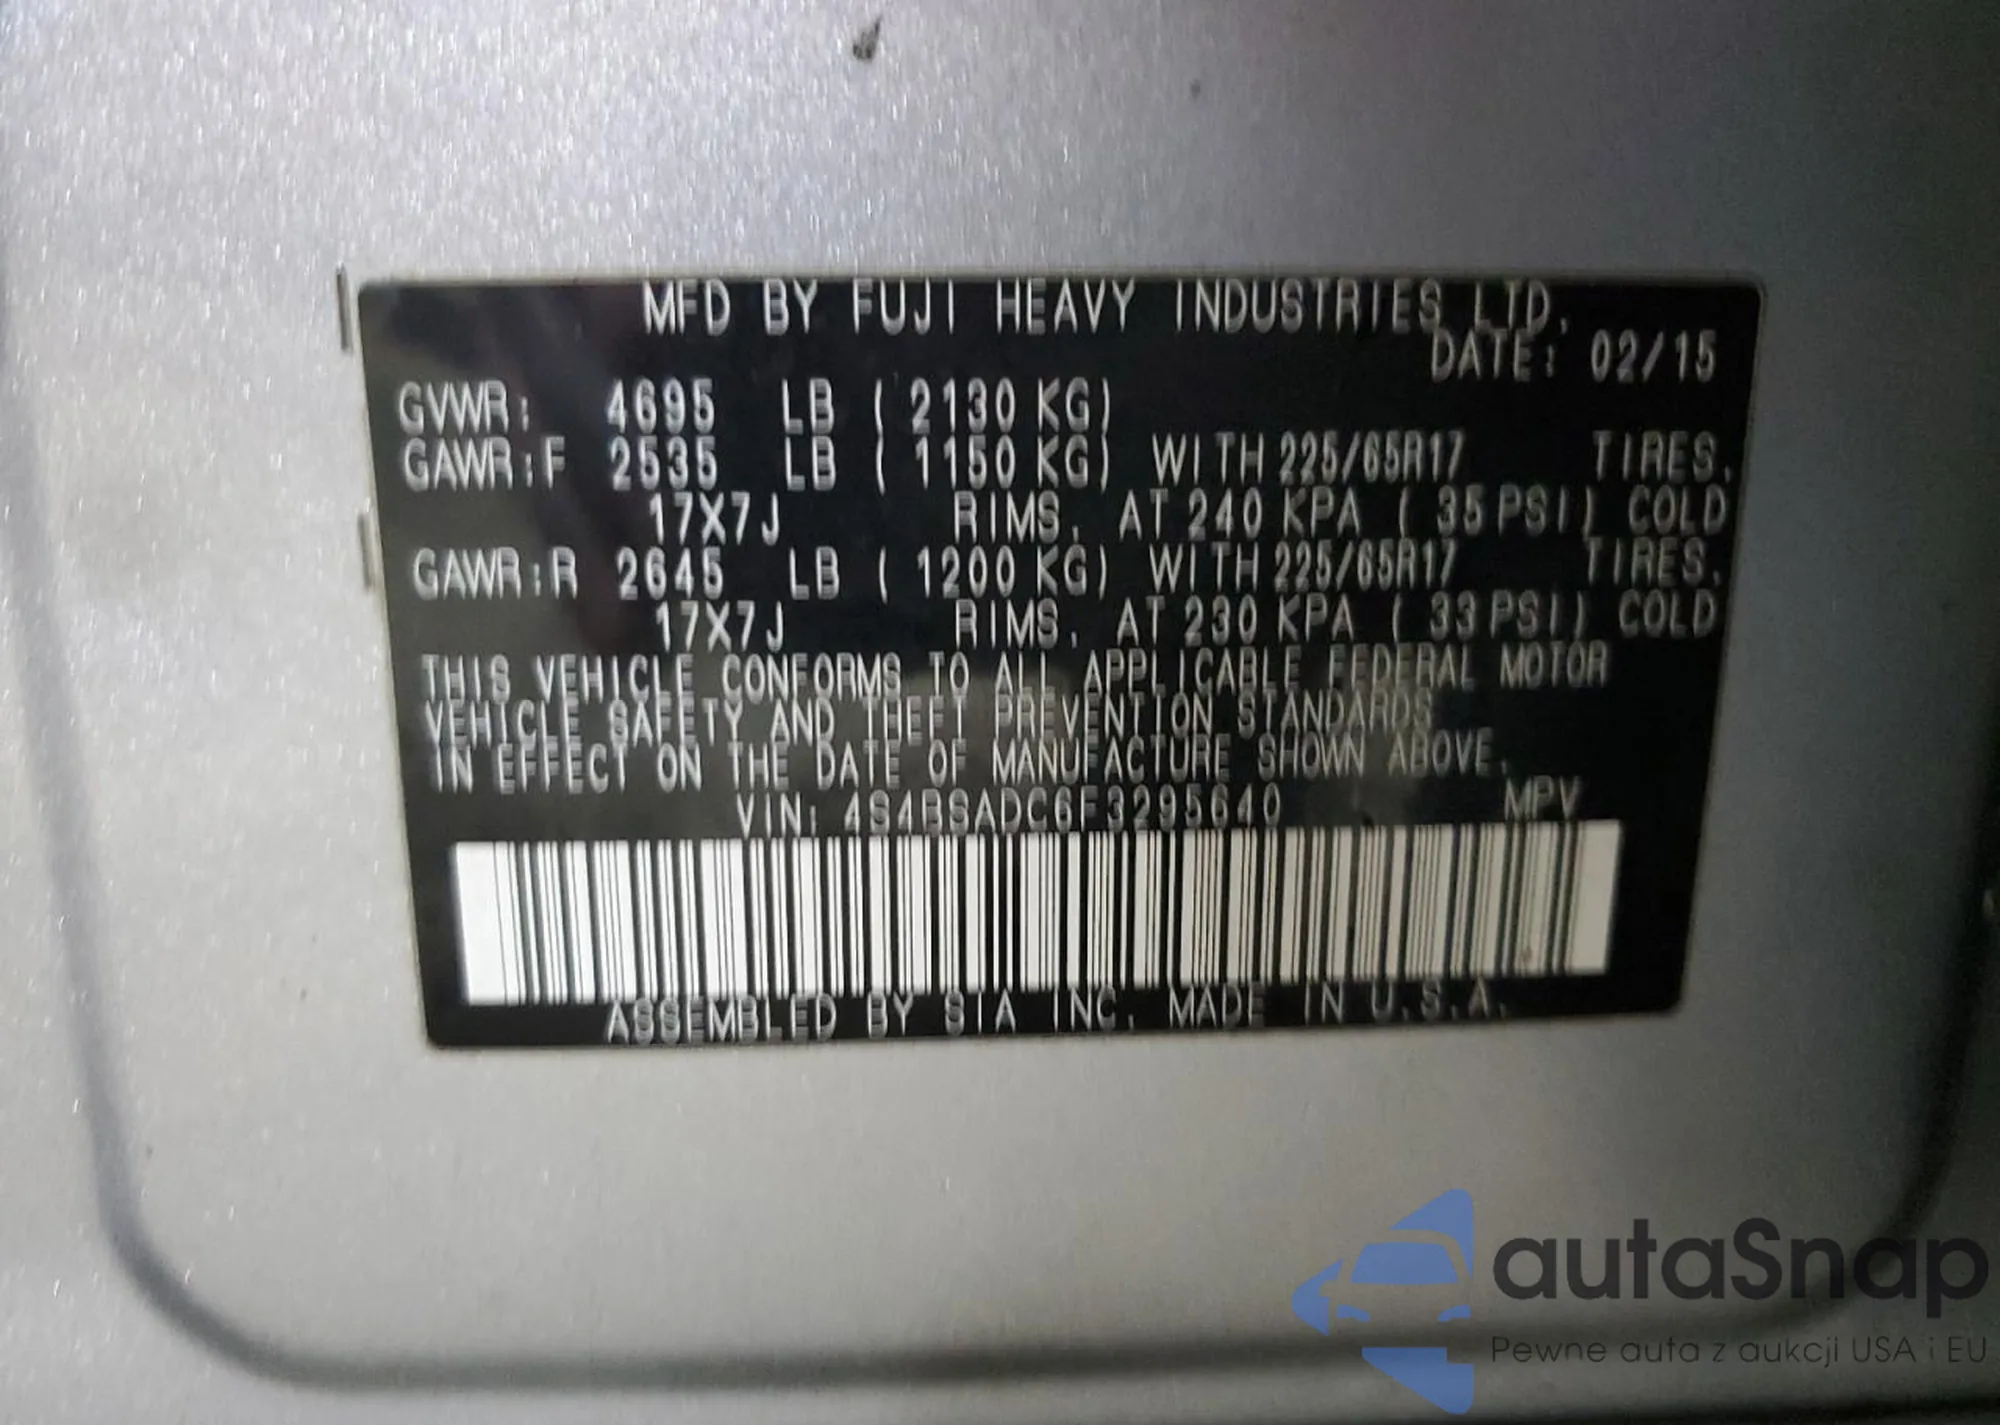 MFD BY FUJI HEAVY INDUSTRIES LTD.
DATE: 02/15
GVWR: 4695 LB (2130 KG)
GAWR:F 2535 LB (1150 KG) WITH 225/65R17 TIRES,
17X7J RIMS, AT 240 KPA (35 PSI) COLD
GAWR:R 2645 LB (1200 KG) WITH 225/65R17 TIRES,
17X7J RIMS, AT 230 KPA (33 PSI) COLD
THIS VEHICLE CONFORMS TO ALL APPLICABLE FEDERAL MOTOR
VEHICLE SAFETY AND THEFT PREVENTION STANDARDS
IN EFFECT ON THE DATE OF MANUFACTURE SHOWN ABOVE.
VIN: 4S4BSADC6F3295640 MPV
ASSEMBLED BY SIA INC. MADE IN U.S.A.
autaSnap
Pewne auta z aukcji USA i EU